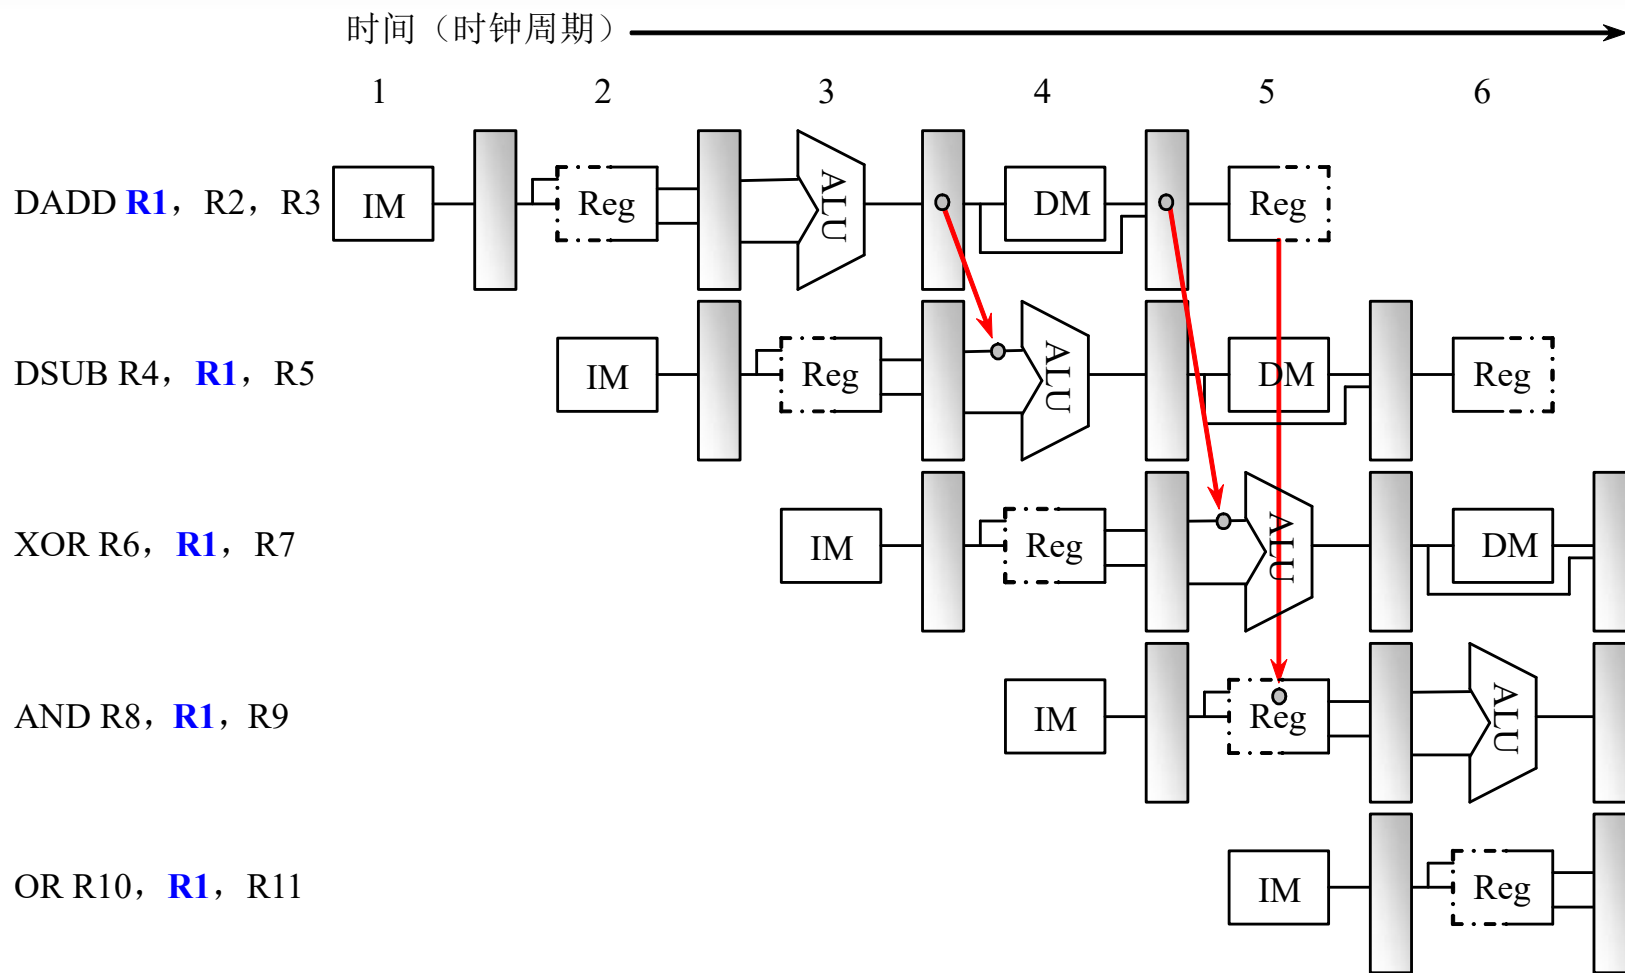 时间（时钟周期）
1 2 3 4 5 6
DADD R1，R2，R3 IM Reg ALU DM Reg
DSUB R4，R1，R5 IM Reg ALU DM Reg
XOR R6，R1，R7 IM Reg ALU DM
AND R8，R1，R9 IM Reg ALU
OR R10，R1，R11 IM Reg